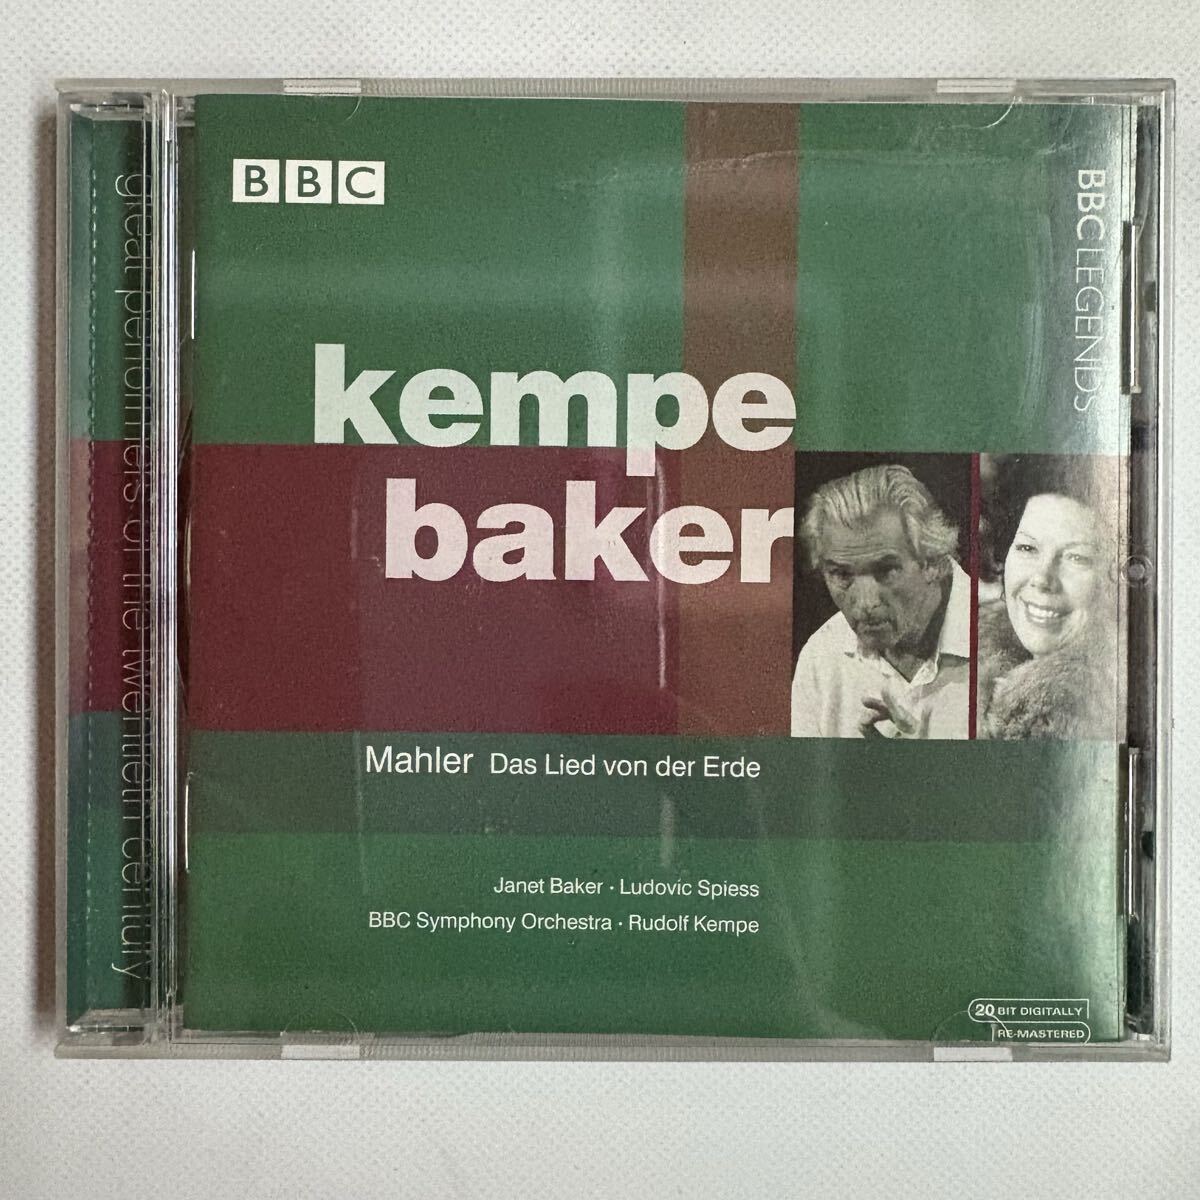 BBC
BBC LEGENDS
great performers of the twentieth century
kempe
baker
Mahler Das Lied von der Erde
Janet Baker · Ludovic Spiess
BBC Symphony Orchestra · Rudolf Kempe
20 BIT DIGITALLY
RE-MASTERED